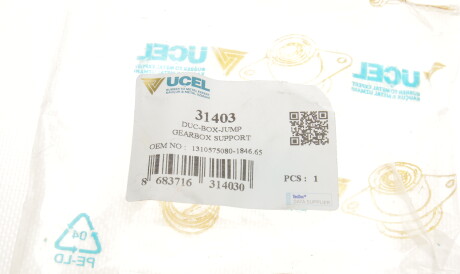 UCEL
UCEL
UCEL
31403
DUC-BOX-JUMP
GEARBOX SUPPORT
OEM NO : 1310575080-1846.65
PCS : 1
8 683716 314030
04
PE-LD